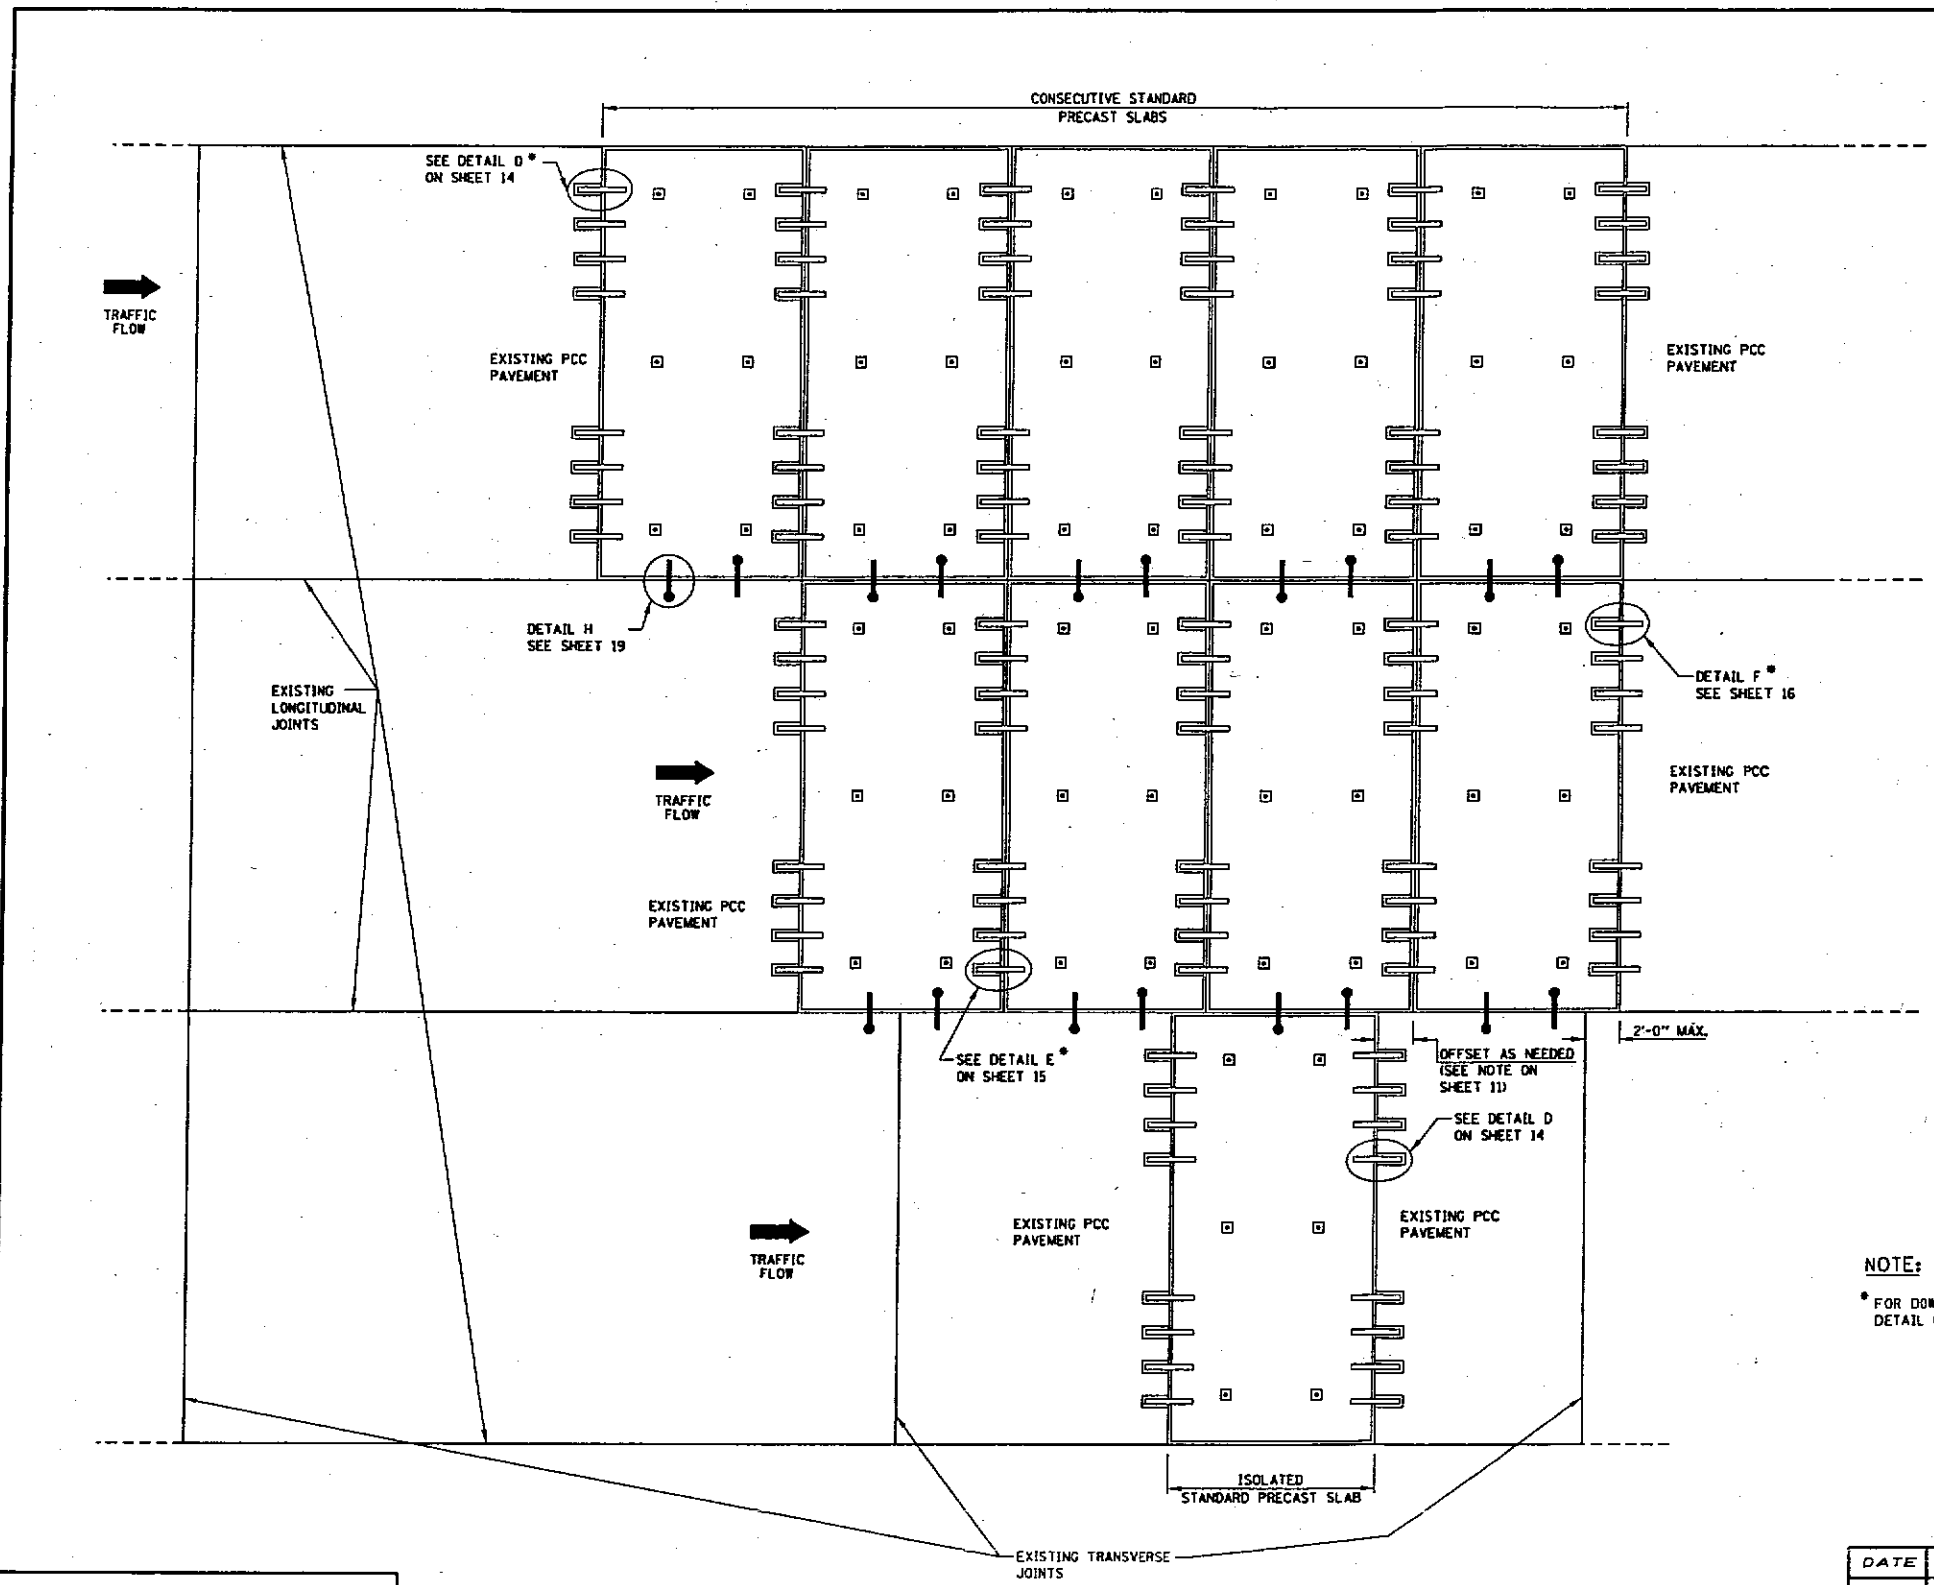 CONSECUTIVE STANDARD
PRECAST SLABS
SEE DETAIL D *
ON SHEET 14
TRAFFIC
FLOW
EXISTING PCC
PAVEMENT
EXISTING PCC
PAVEMENT
DETAIL H
SEE SHEET 19
EXISTING
LONGITUDINAL
JOINTS
DETAIL F *
SEE SHEET 16
TRAFFIC
FLOW
EXISTING PCC
PAVEMENT
EXISTING PCC
PAVEMENT
2'-0" MAX.
SEE DETAIL E *
ON SHEET 15
OFFSET AS NEEDED
(SEE NOTE ON
SHEET 11)
SEE DETAIL D
ON SHEET 14
TRAFFIC
FLOW
EXISTING PCC
PAVEMENT
EXISTING PCC
PAVEMENT
NOTE:
* FOR
DETAIL
ISOLATED
STANDARD PRECAST SLAB
EXISTING TRANSVERSE
JOINTS
DATE